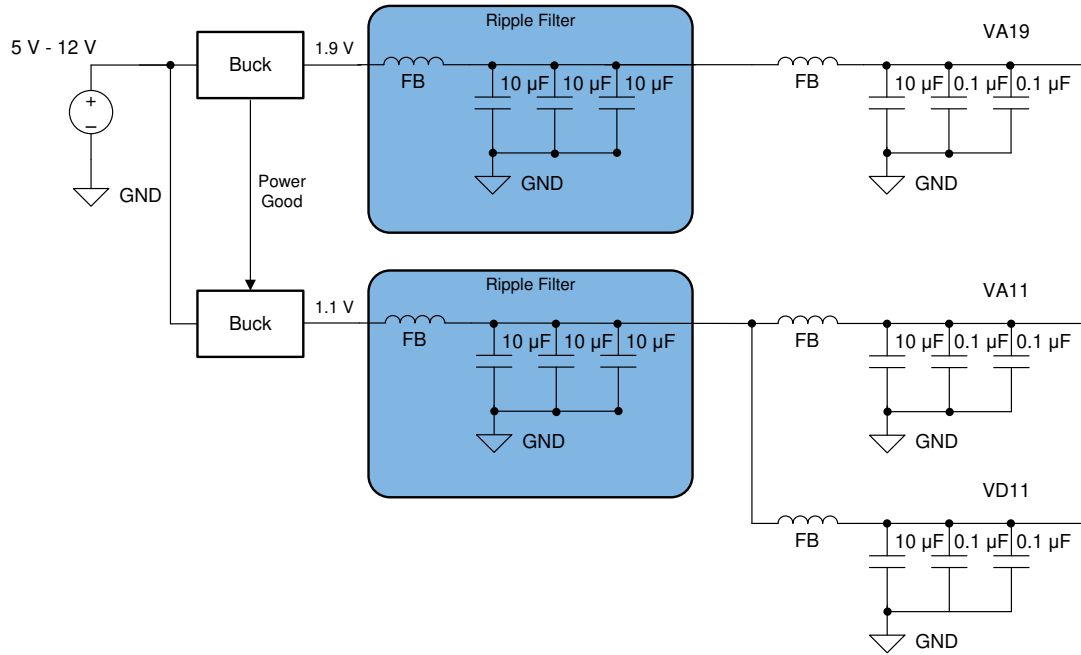 Ripple Filter
VA19
5 V - 12 V
Buck
1.9 V
FB
10 µF 10 µF 10 µF
FB
10 µF 0.1 µF 0.1 µF
+
–
GND
Power
Good
GND
GND
Ripple Filter
VA11
Buck
1.1 V
FB
10 µF 10 µF 10 µF
FB
10 µF 0.1 µF 0.1 µF
GND
GND
VD11
FB
10 µF 0.1 µF 0.1 µF
GND